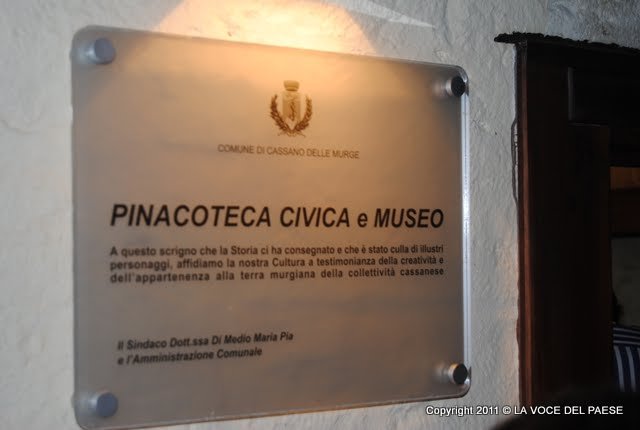 COMUNE DI CASSANO DELLE MURGE
PINACOTECA CIVICA e MUSEO
A questo scrigno che la Storia ci ha consegnato e che è stato culla di illustri
personaggi, affidiamo la nostra Cultura a testimonianza della creatività e
dell'appartenenza alla terra murgiana della collettività cassanese
Il Sindaco Dott.ssa Di Medio Maria Pia
e l'Amministrazione Comunale
Copyright 2011 © LA VOCE DEL PAESE